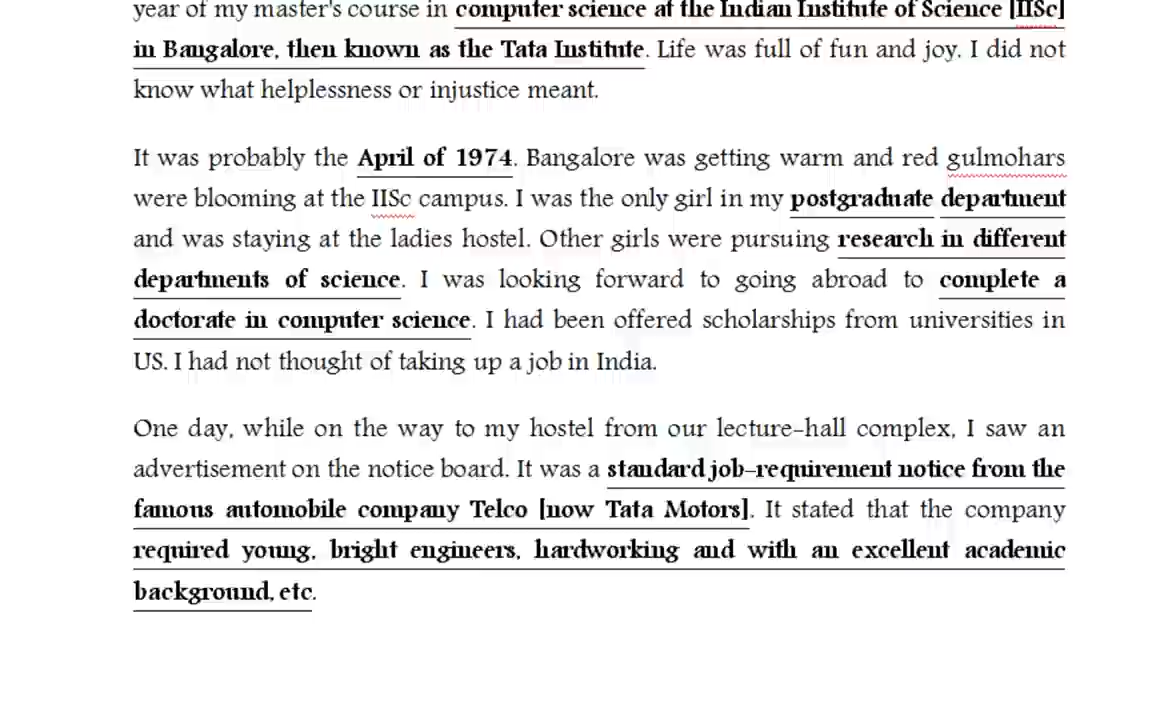 year of my master's course in computer science at the Indian Institute of Science [IISc]
in Bangalore, then known as the Tata Institute. Life was full of fun and joy. I did not
know what helplessness or injustice meant.
It was probably the April of 1974. Bangalore was getting warm and red gulmohars
were blooming at the IISc campus. I was the only girl in my postgraduate department
and was staying at the ladies hostel. Other girls were pursuing research in different
departments of science. I was looking forward to going abroad to complete a
doctorate in computer science. I had been offered scholarships from universities in
US. I had not thought of taking up a job in India.
One day, while on the way to my hostel from our lecture-hall complex, I saw an
advertisement on the notice board. It was a standard job-requirement notice from the
famous automobile company Telco [now Tata Motors]. It stated that the company
required young, bright engineers, hardworking and with an excellent academic
background, etc.